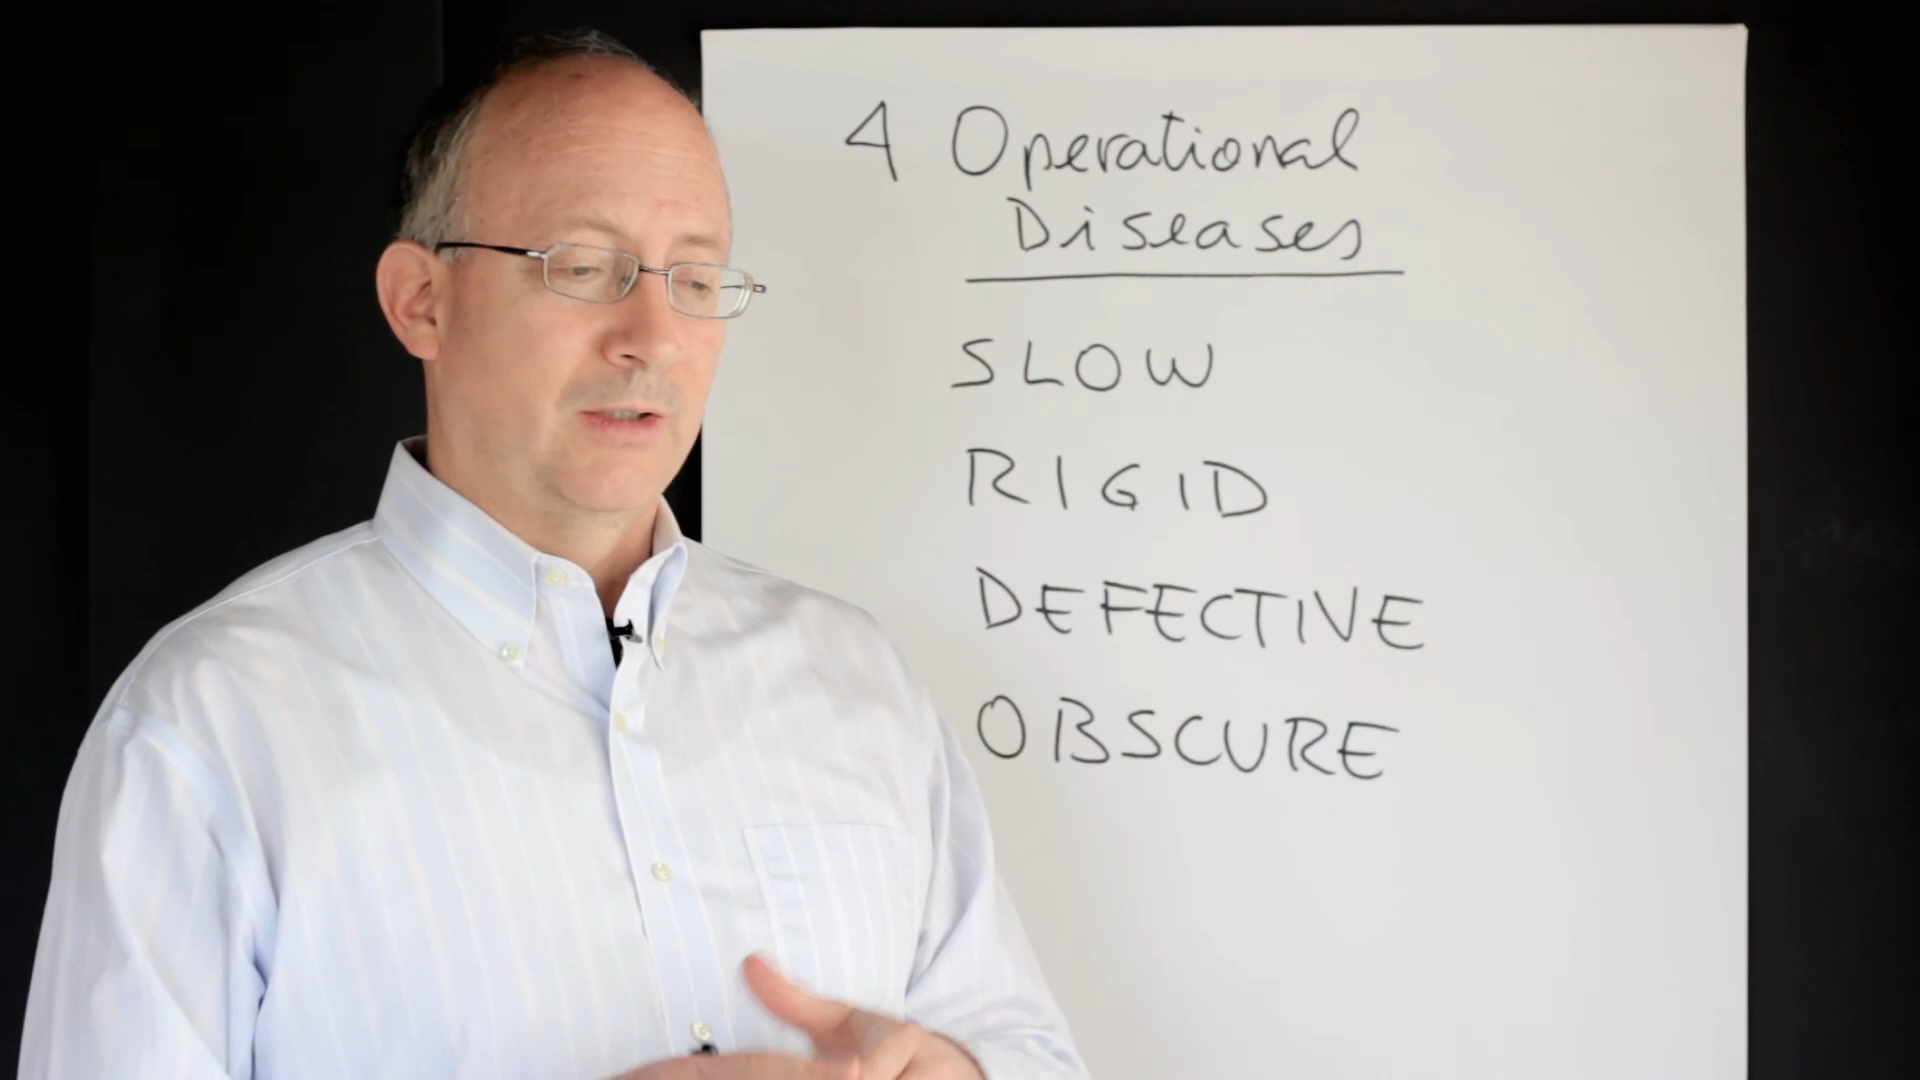 4 Operational
Diseases
SLOW
RIGID
DEFECTIVE
OBSCURE